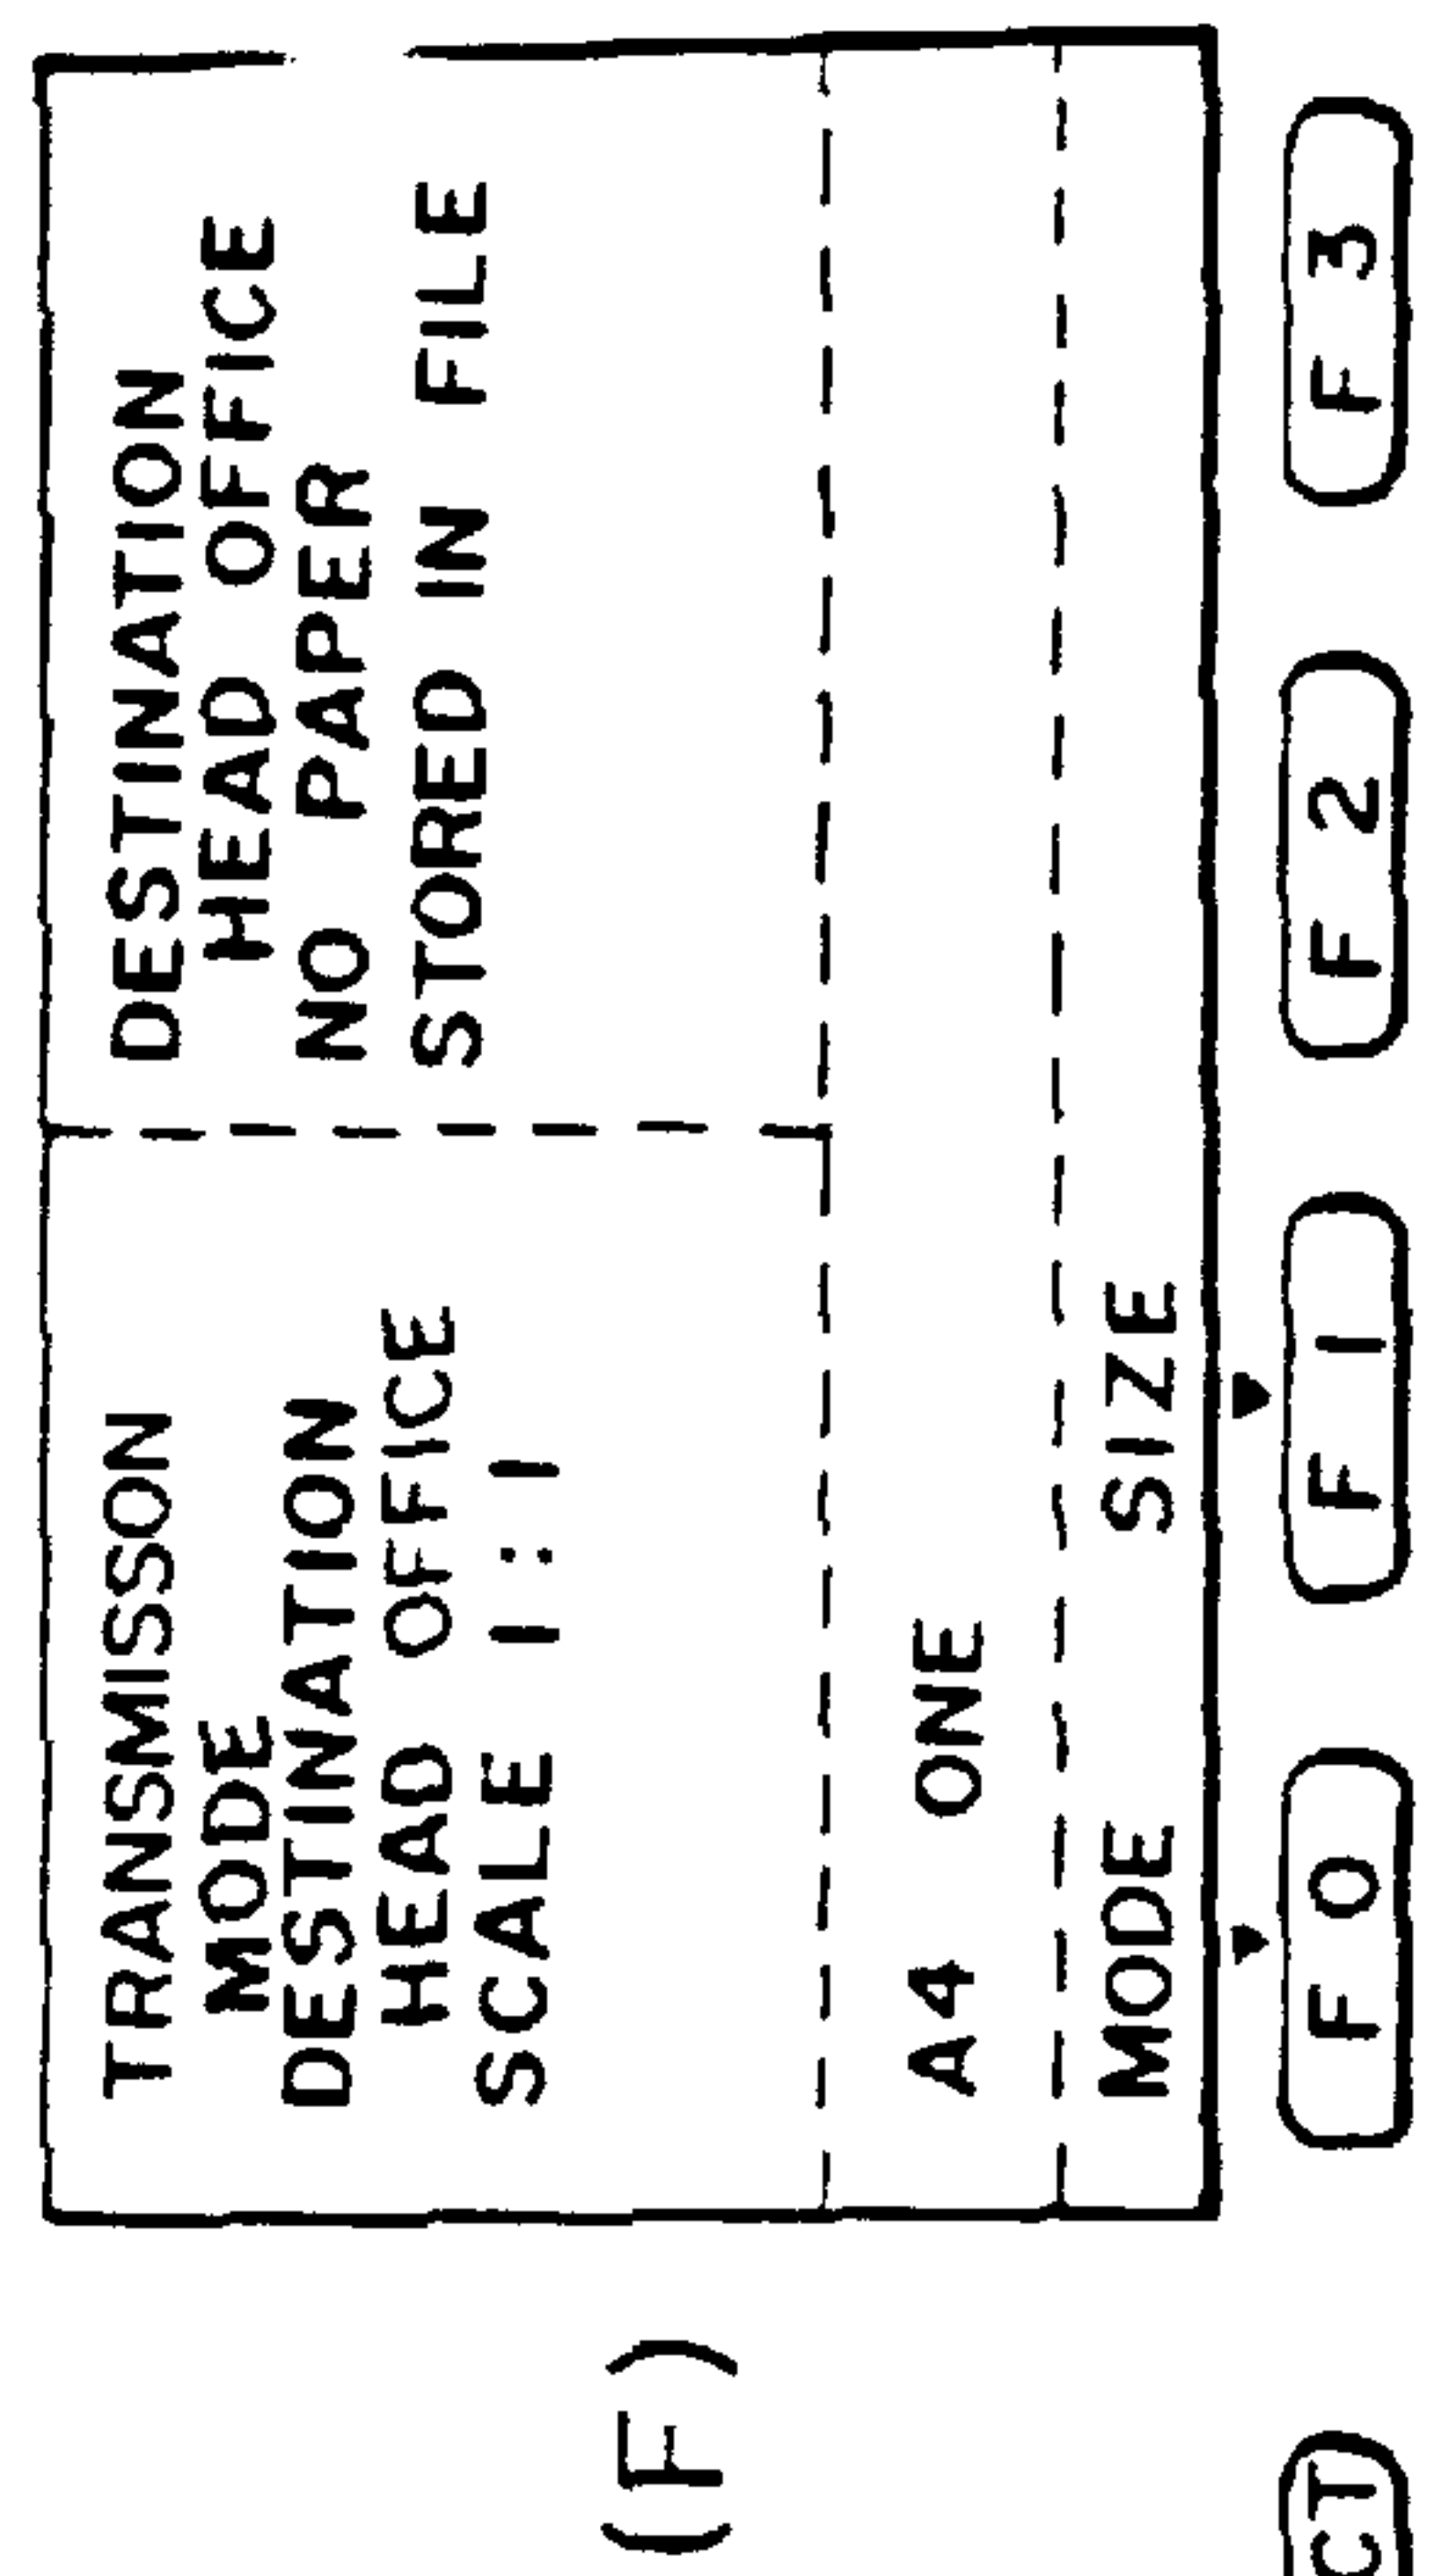 (F)
TRANSMISSON
MODE
DESTINATION
HEAD OFFICE
SCALE 1:1
DESTINATION
HEAD OFFICE
NO PAPER
STORED IN FILE
A4 ONE
MODE SIZE
CT F0 F1 F2 F3